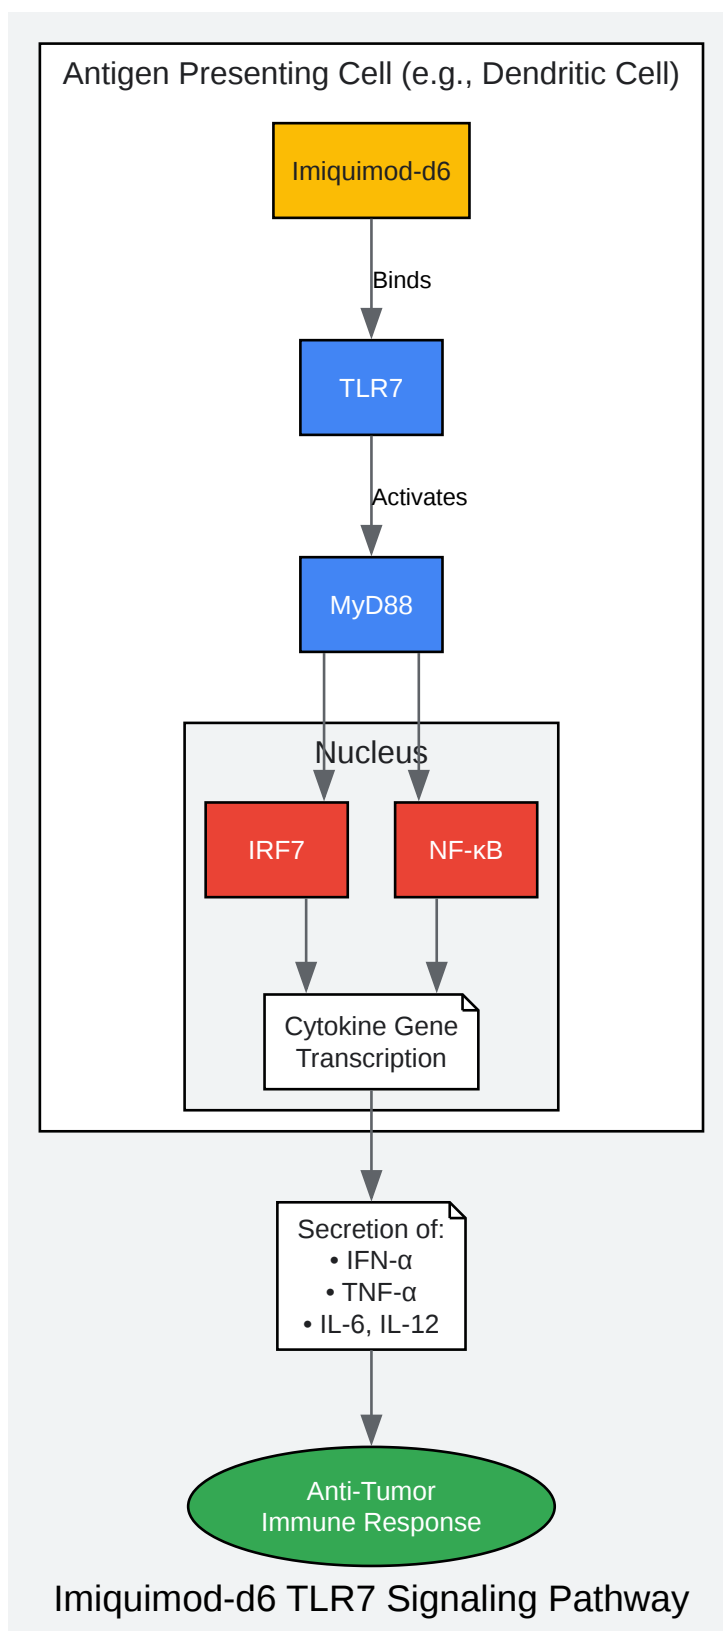 Antigen Presenting Cell (e.g., Dendritic Cell)
Imiquimod-d6
Binds
TLR7
Activates
MyD88
Nucleus
IRF7
NF-κB
Cytokine Gene
Transcription
Secretion of:
• IFN-α
• TNF-α
• IL-6, IL-12
Anti-Tumor
Immune Response
Imiquimod-d6 TLR7 Signaling Pathway